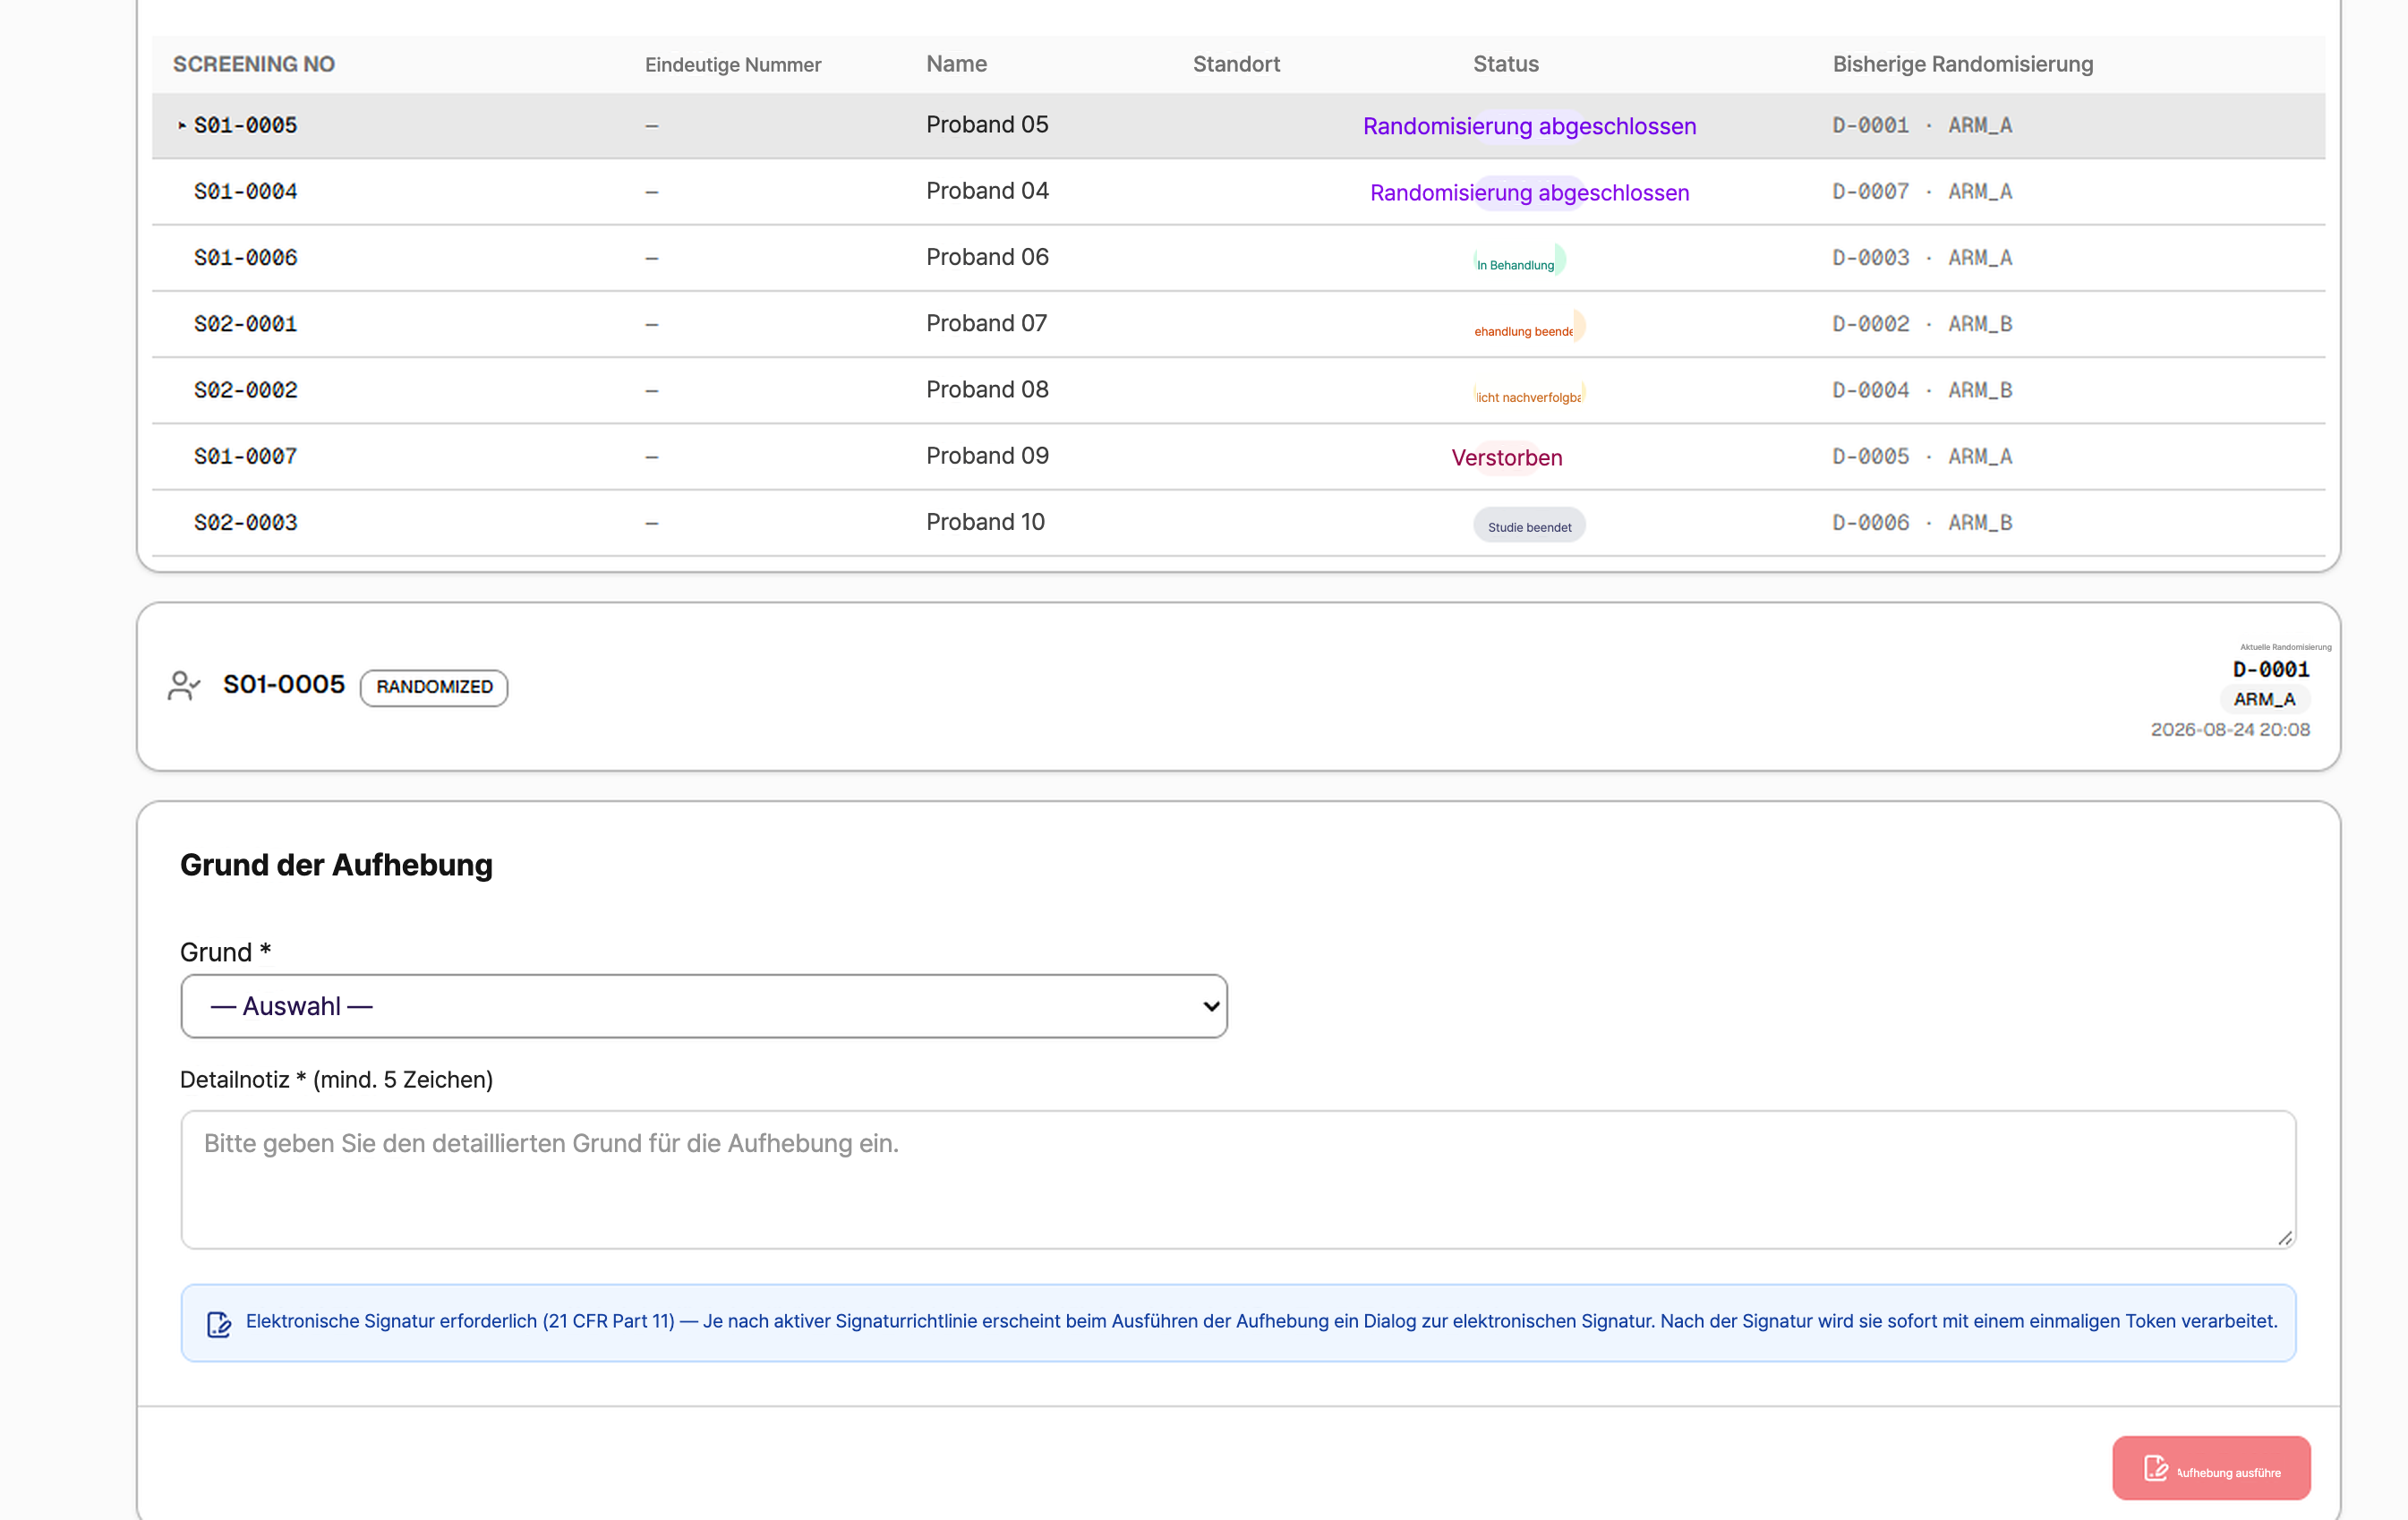 SCREENING NO Eindeutige Nummer Name Standort Status Bisherige Randomisierung
S01-0005 – Proband 05 Randomisierung abgeschlossen D-0001 · ARM_A
S01-0004 – Proband 04 Randomisierung abgeschlossen D-0007 · ARM_A
S01-0006 – Proband 06 In Behandlung D-0003 · ARM_A
S02-0001 – Proband 07 ehandlung beende D-0002 · ARM_B
S02-0002 – Proband 08 licht nachverfolgba D-0004 · ARM_B
S01-0007 – Proband 09 Verstorben D-0005 · ARM_A
S02-0003 – Proband 10 Studie beendet D-0006 · ARM_B
Aktuelle Randomisierung
S01-0005 RANDOMIZED D-0001
ARM_A
2026-08-24 20:08
Grund der Aufhebung
Grund *
— Auswahl —
Detailnotiz * (mind. 5 Zeichen)
Bitte geben Sie den detaillierten Grund für die Aufhebung ein.
Elektronische Signatur erforderlich (21 CFR Part 11) — Je nach aktiver Signaturrichtlinie erscheint beim Ausführen der Aufhebung ein Dialog zur elektronischen Signatur. Nach der Signatur wird sie sofort mit einem einmaligen Token verarbeitet.
Aufhebung ausführe